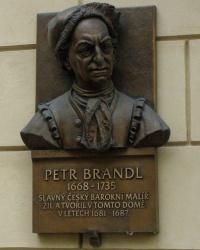 PETR BRANDL
1668 - 1735
SLAVNÝ ČESKÝ BAROKNÍ MALÍŘ
ŽIL A TVOŘIL V TOMTO DOMĚ
V LETECH 1681 - 1687